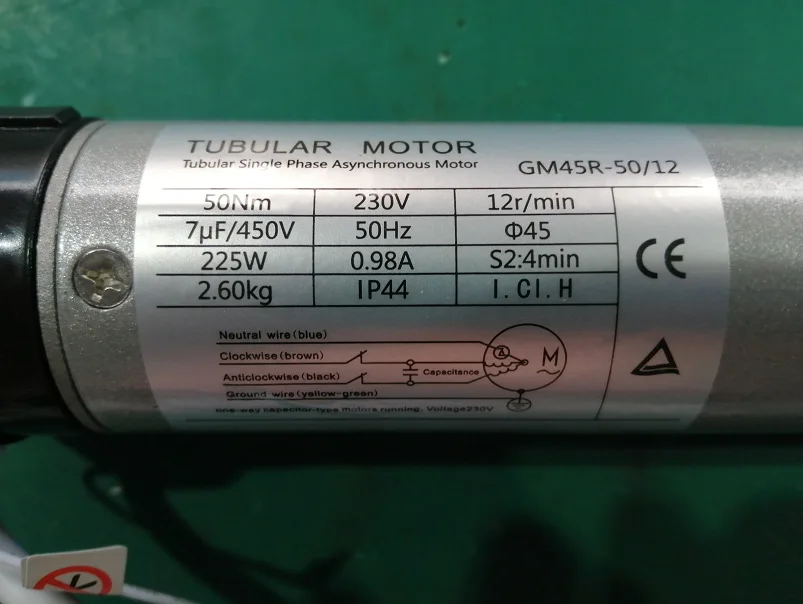 TUBULAR MOTOR
Tubular Single Phase Asynchronous Motor GM45R-50/12
50Nm 230V 12r/min
7μF/450V 50Hz Φ45
225W 0.98A S2:4min
2.60kg IP44 I.Cl.H
CE
Neutral wire(blue)
Clockwise(brown)
Anticlockwise(black)
Capacitance
Ground wire(yellow-green)
A
M
one-way capacitor-type motors running, Voltage230V